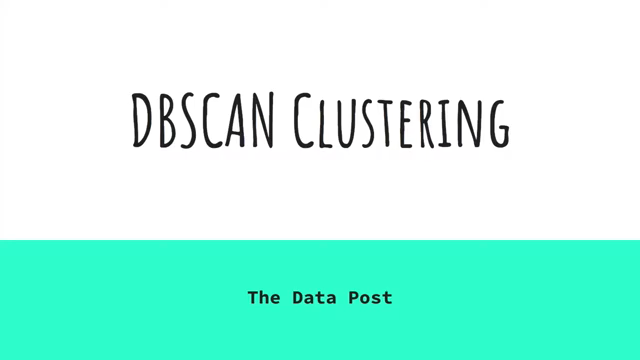 DBSCAN Clustering
The Data Post